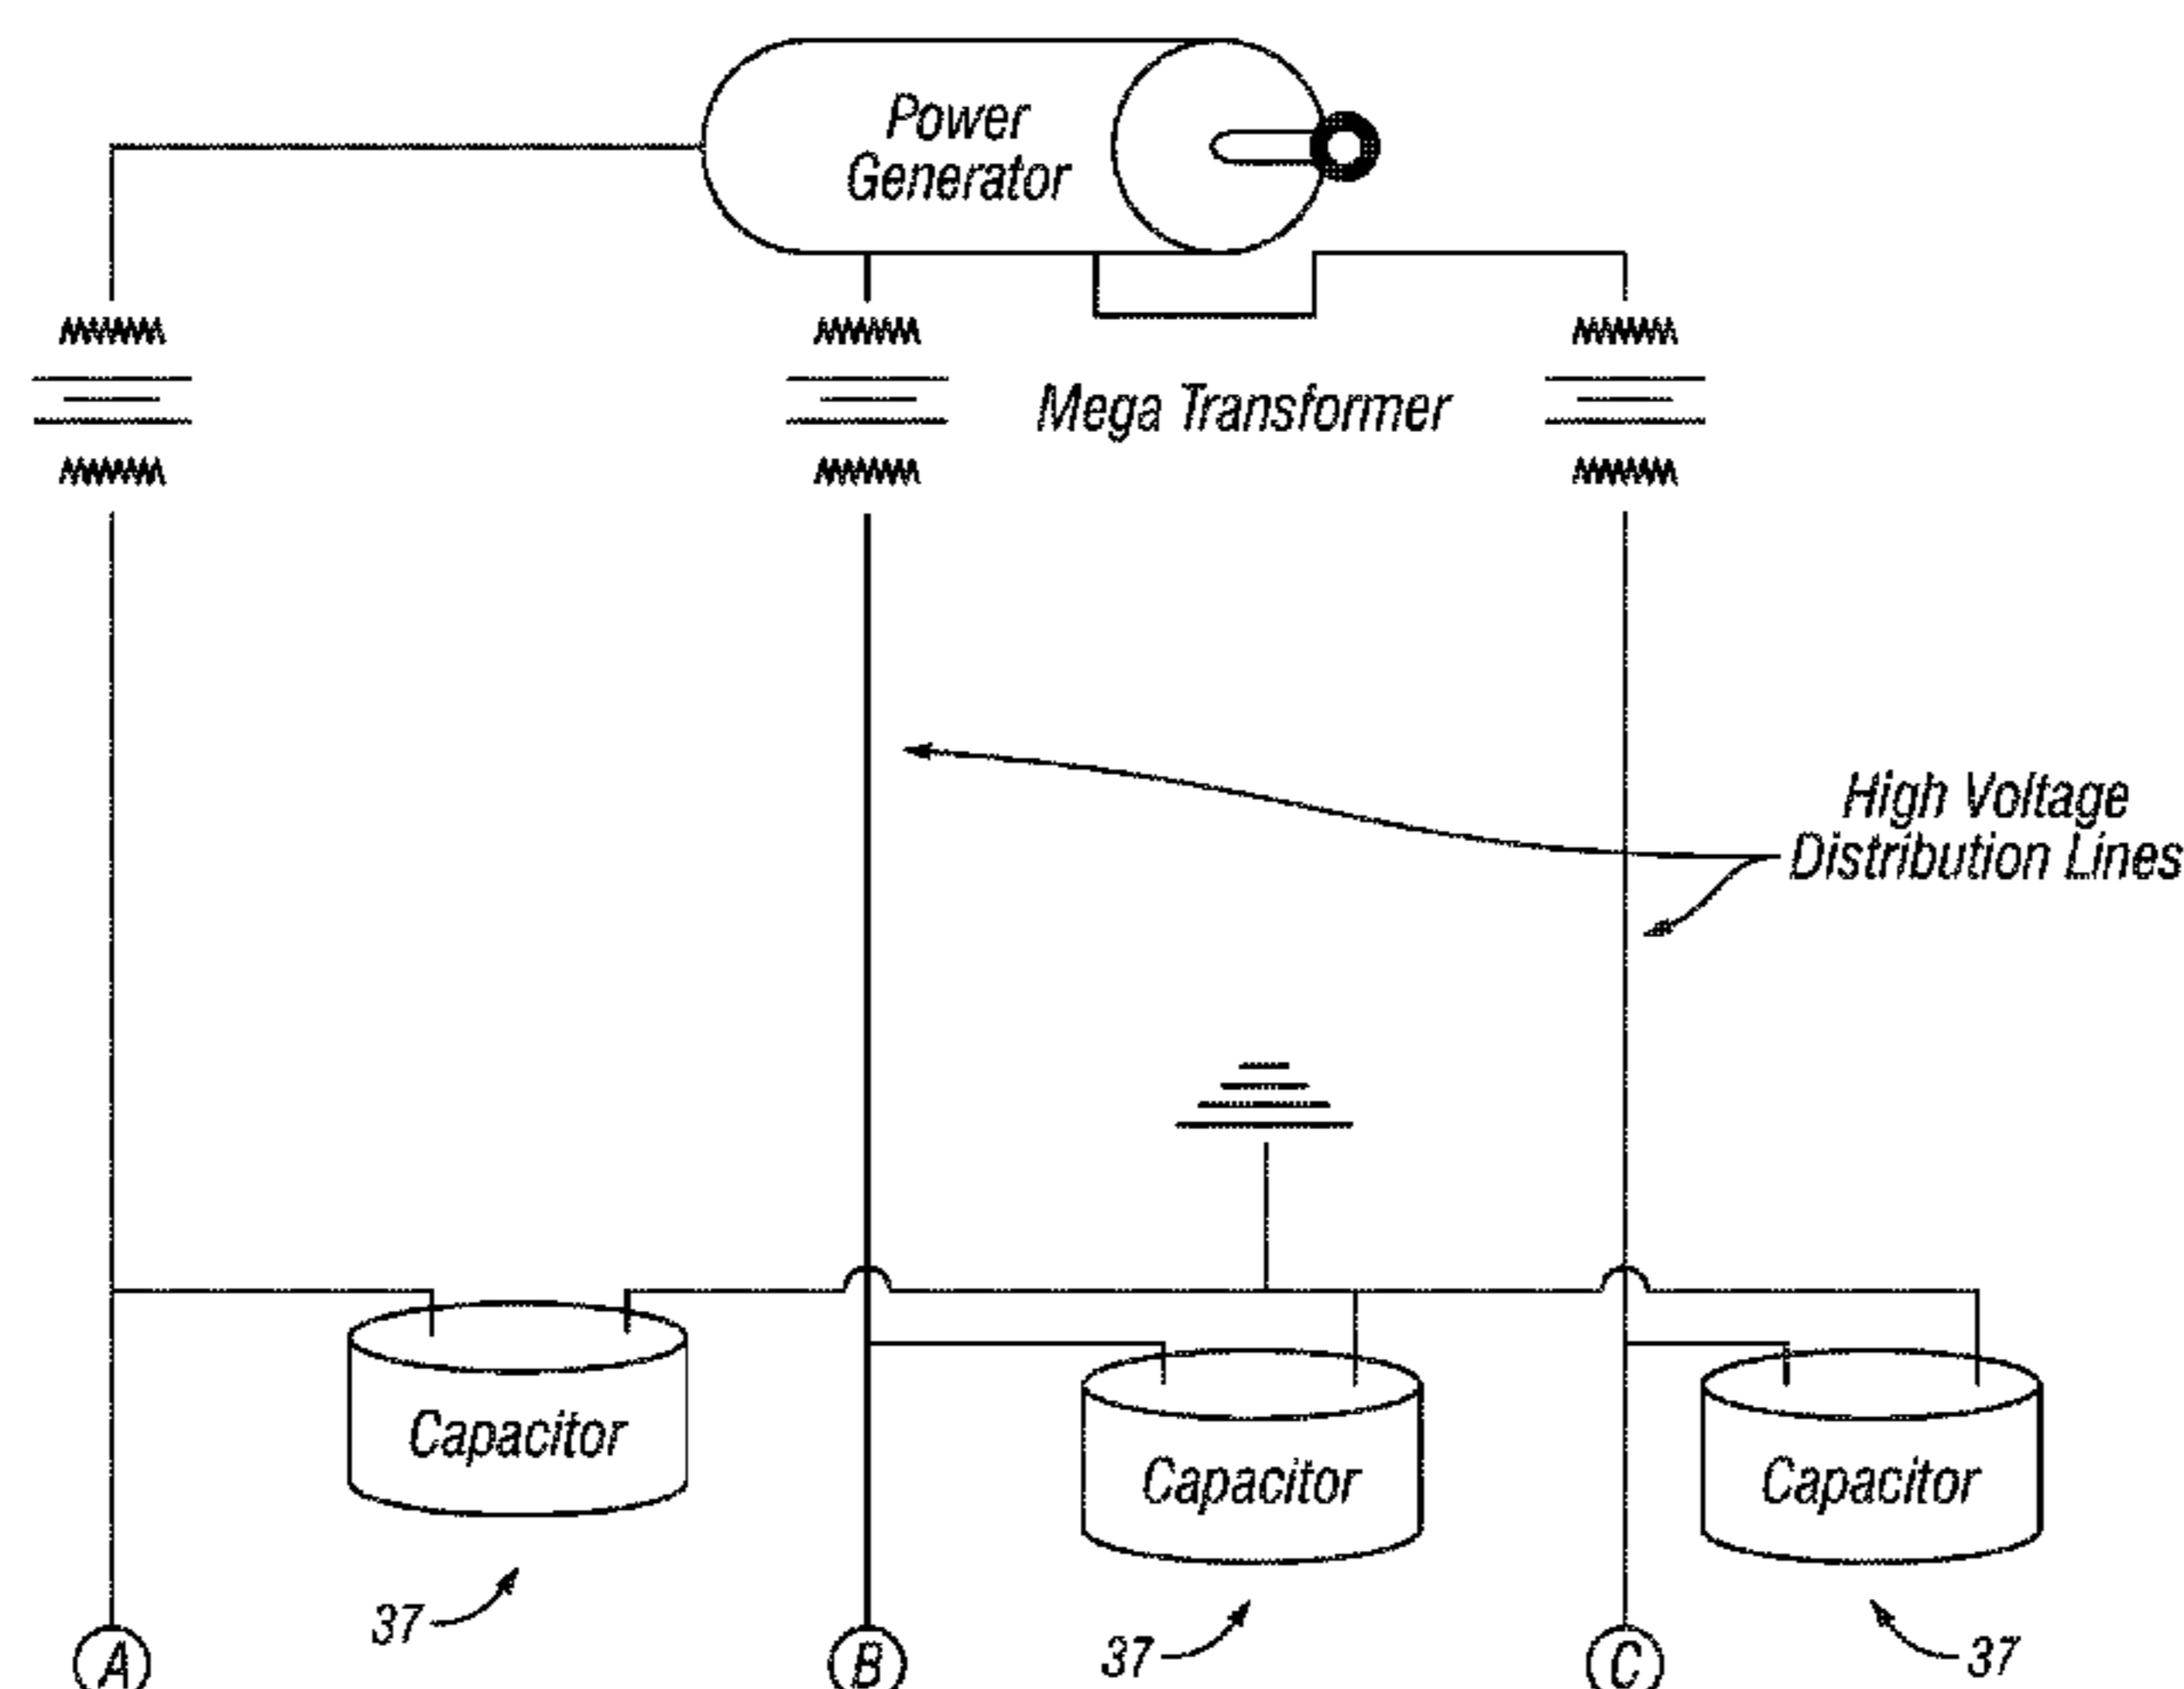 Power
Generator
Mega Transformer
High Voltage
Distribution Lines
Capacitor
Capacitor
Capacitor
37
37
37
A
B
C